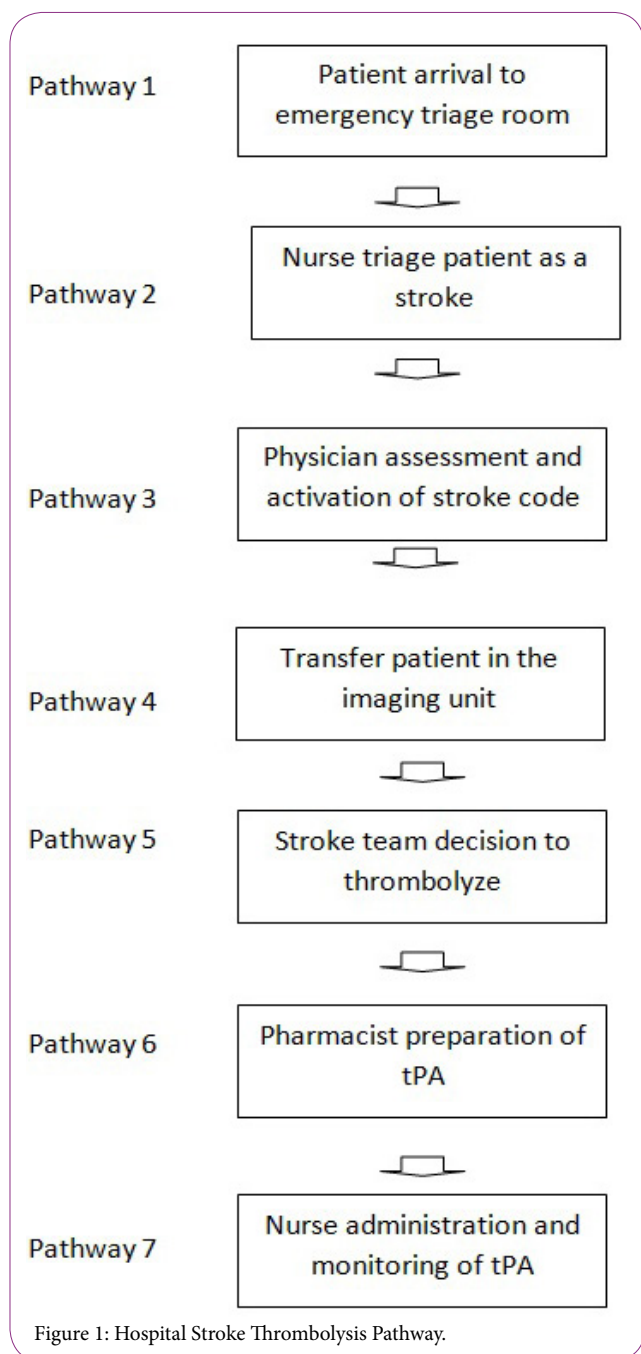 Pathway 1
Patient arrival to
emergency triage room
Pathway 2
Nurse triage patient as a
stroke
Pathway 3
Physician assessment and
activation of stroke code
Pathway 4
Transfer patient in the
imaging unit
Pathway 5
Stroke team decision to
thrombolyze
Pathway 6
Pharmacist preparation of
tPA
Pathway 7
Nurse administration and
monitoring of tPA
Figure 1: Hospital Stroke Thrombolysis Pathway.